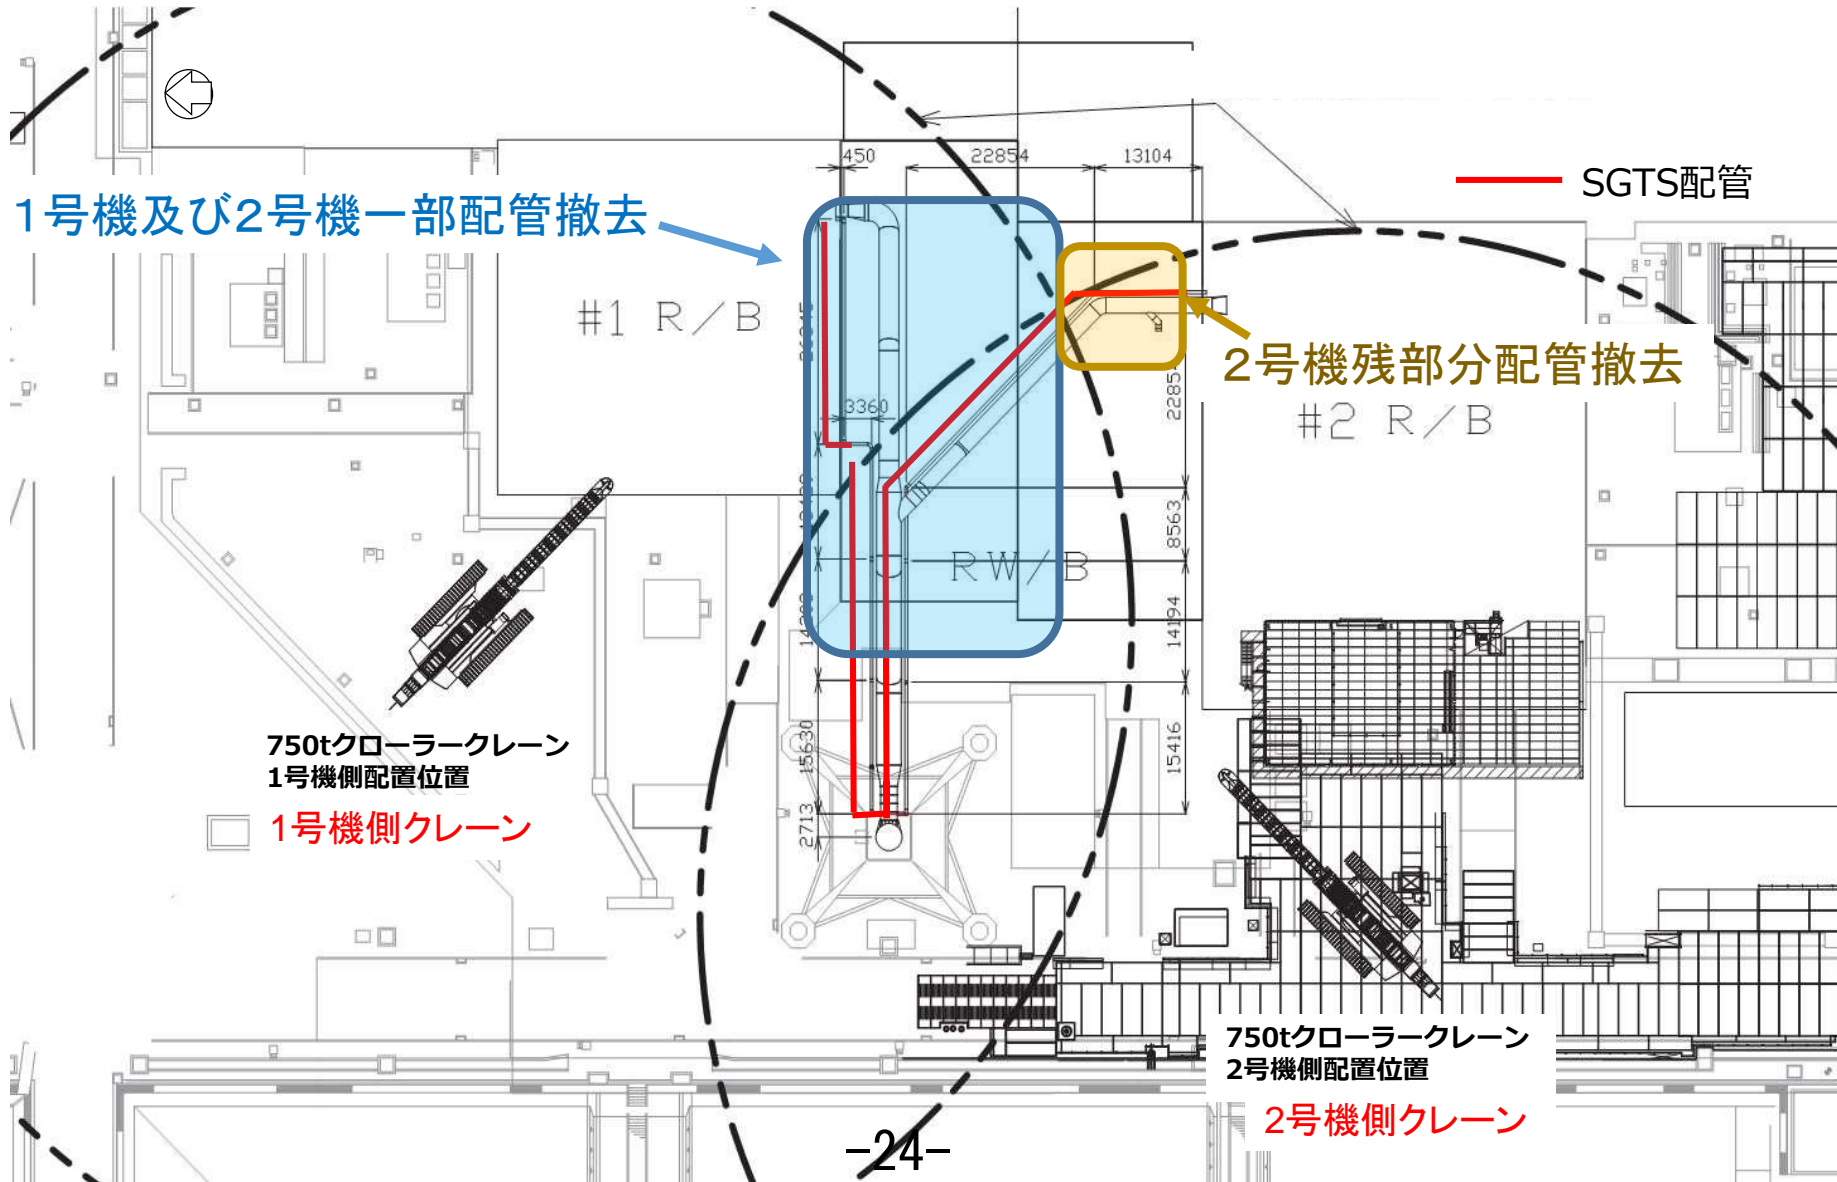 450
22854
13104
SGTS配管
1号機及び2号機一部配管撤去
#1 R/B
2号機残部分配管撤去
3360
#2 R/B
8563
RW/B
14194
750tクローラークレーン
1号機側配置位置
1号機側クレーン
15630
15416
2713
750tクローラークレーン
2号機側配置位置
2号機側クレーン
-24-